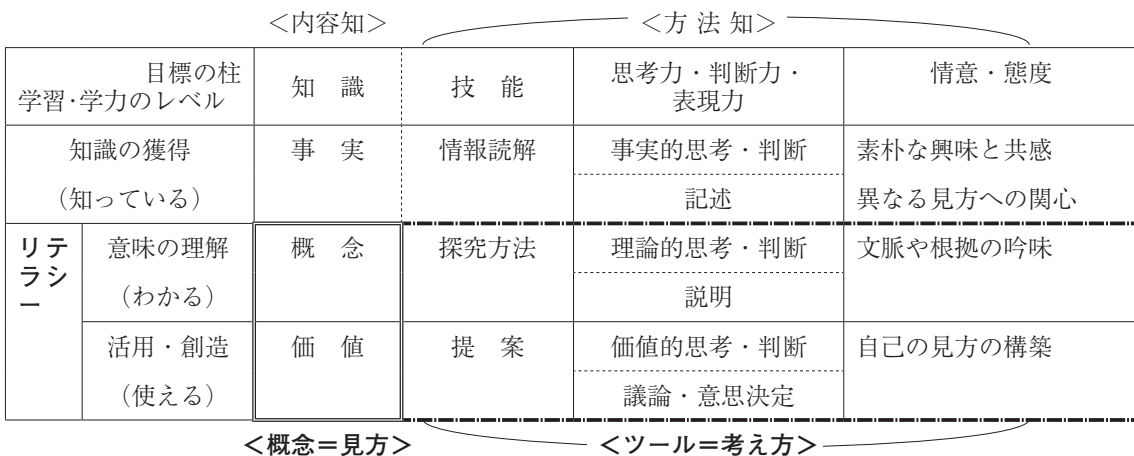 <内容知> <方 法 知>
目標の柱
学習・学力のレベル
知 識
技 能
思考力・判断力・
表現力
情意・態度
知識の獲得
(知っている)
事 実
情報読解
事実的思考・判断
記述
素朴な興味と共感
異なる見方への関心
リテ
ラシ
ー
意味の理解
(わかる)
概 念
探究方法
理論的思考・判断
説明
文脈や根拠の吟味
活用・創造
(使える)
価 値
提 案
価値的思考・判断
議論・意思決定
自己の見方の構築
<概念=見方> <ツール=考え方>